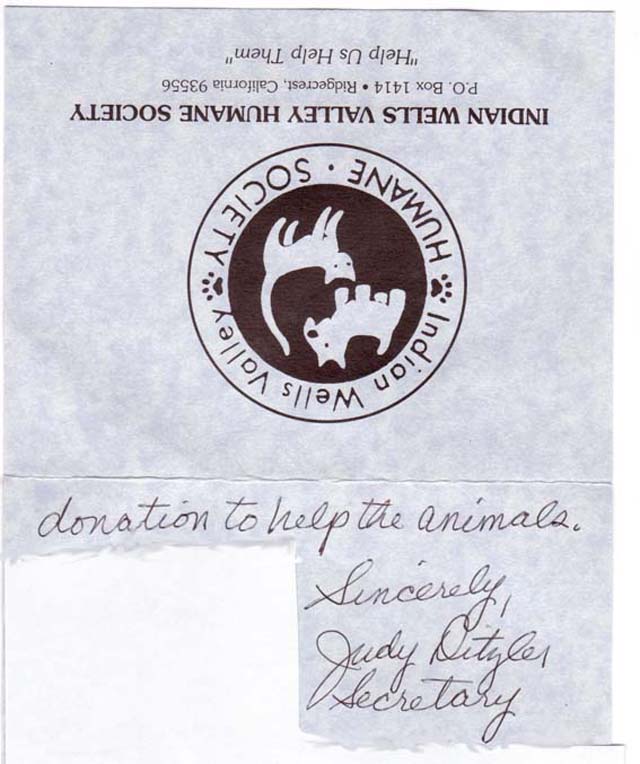 "Help Us Help Them"
P.O. Box 1414 • Ridgecrest, California 93556
INDIAN WELLS VALLEY HUMANE SOCIETY
Indian Wells Valley
HUMANE · SOCIETY
donation to help the animals.
Sincerely,
Judy Ditzler
Secretary